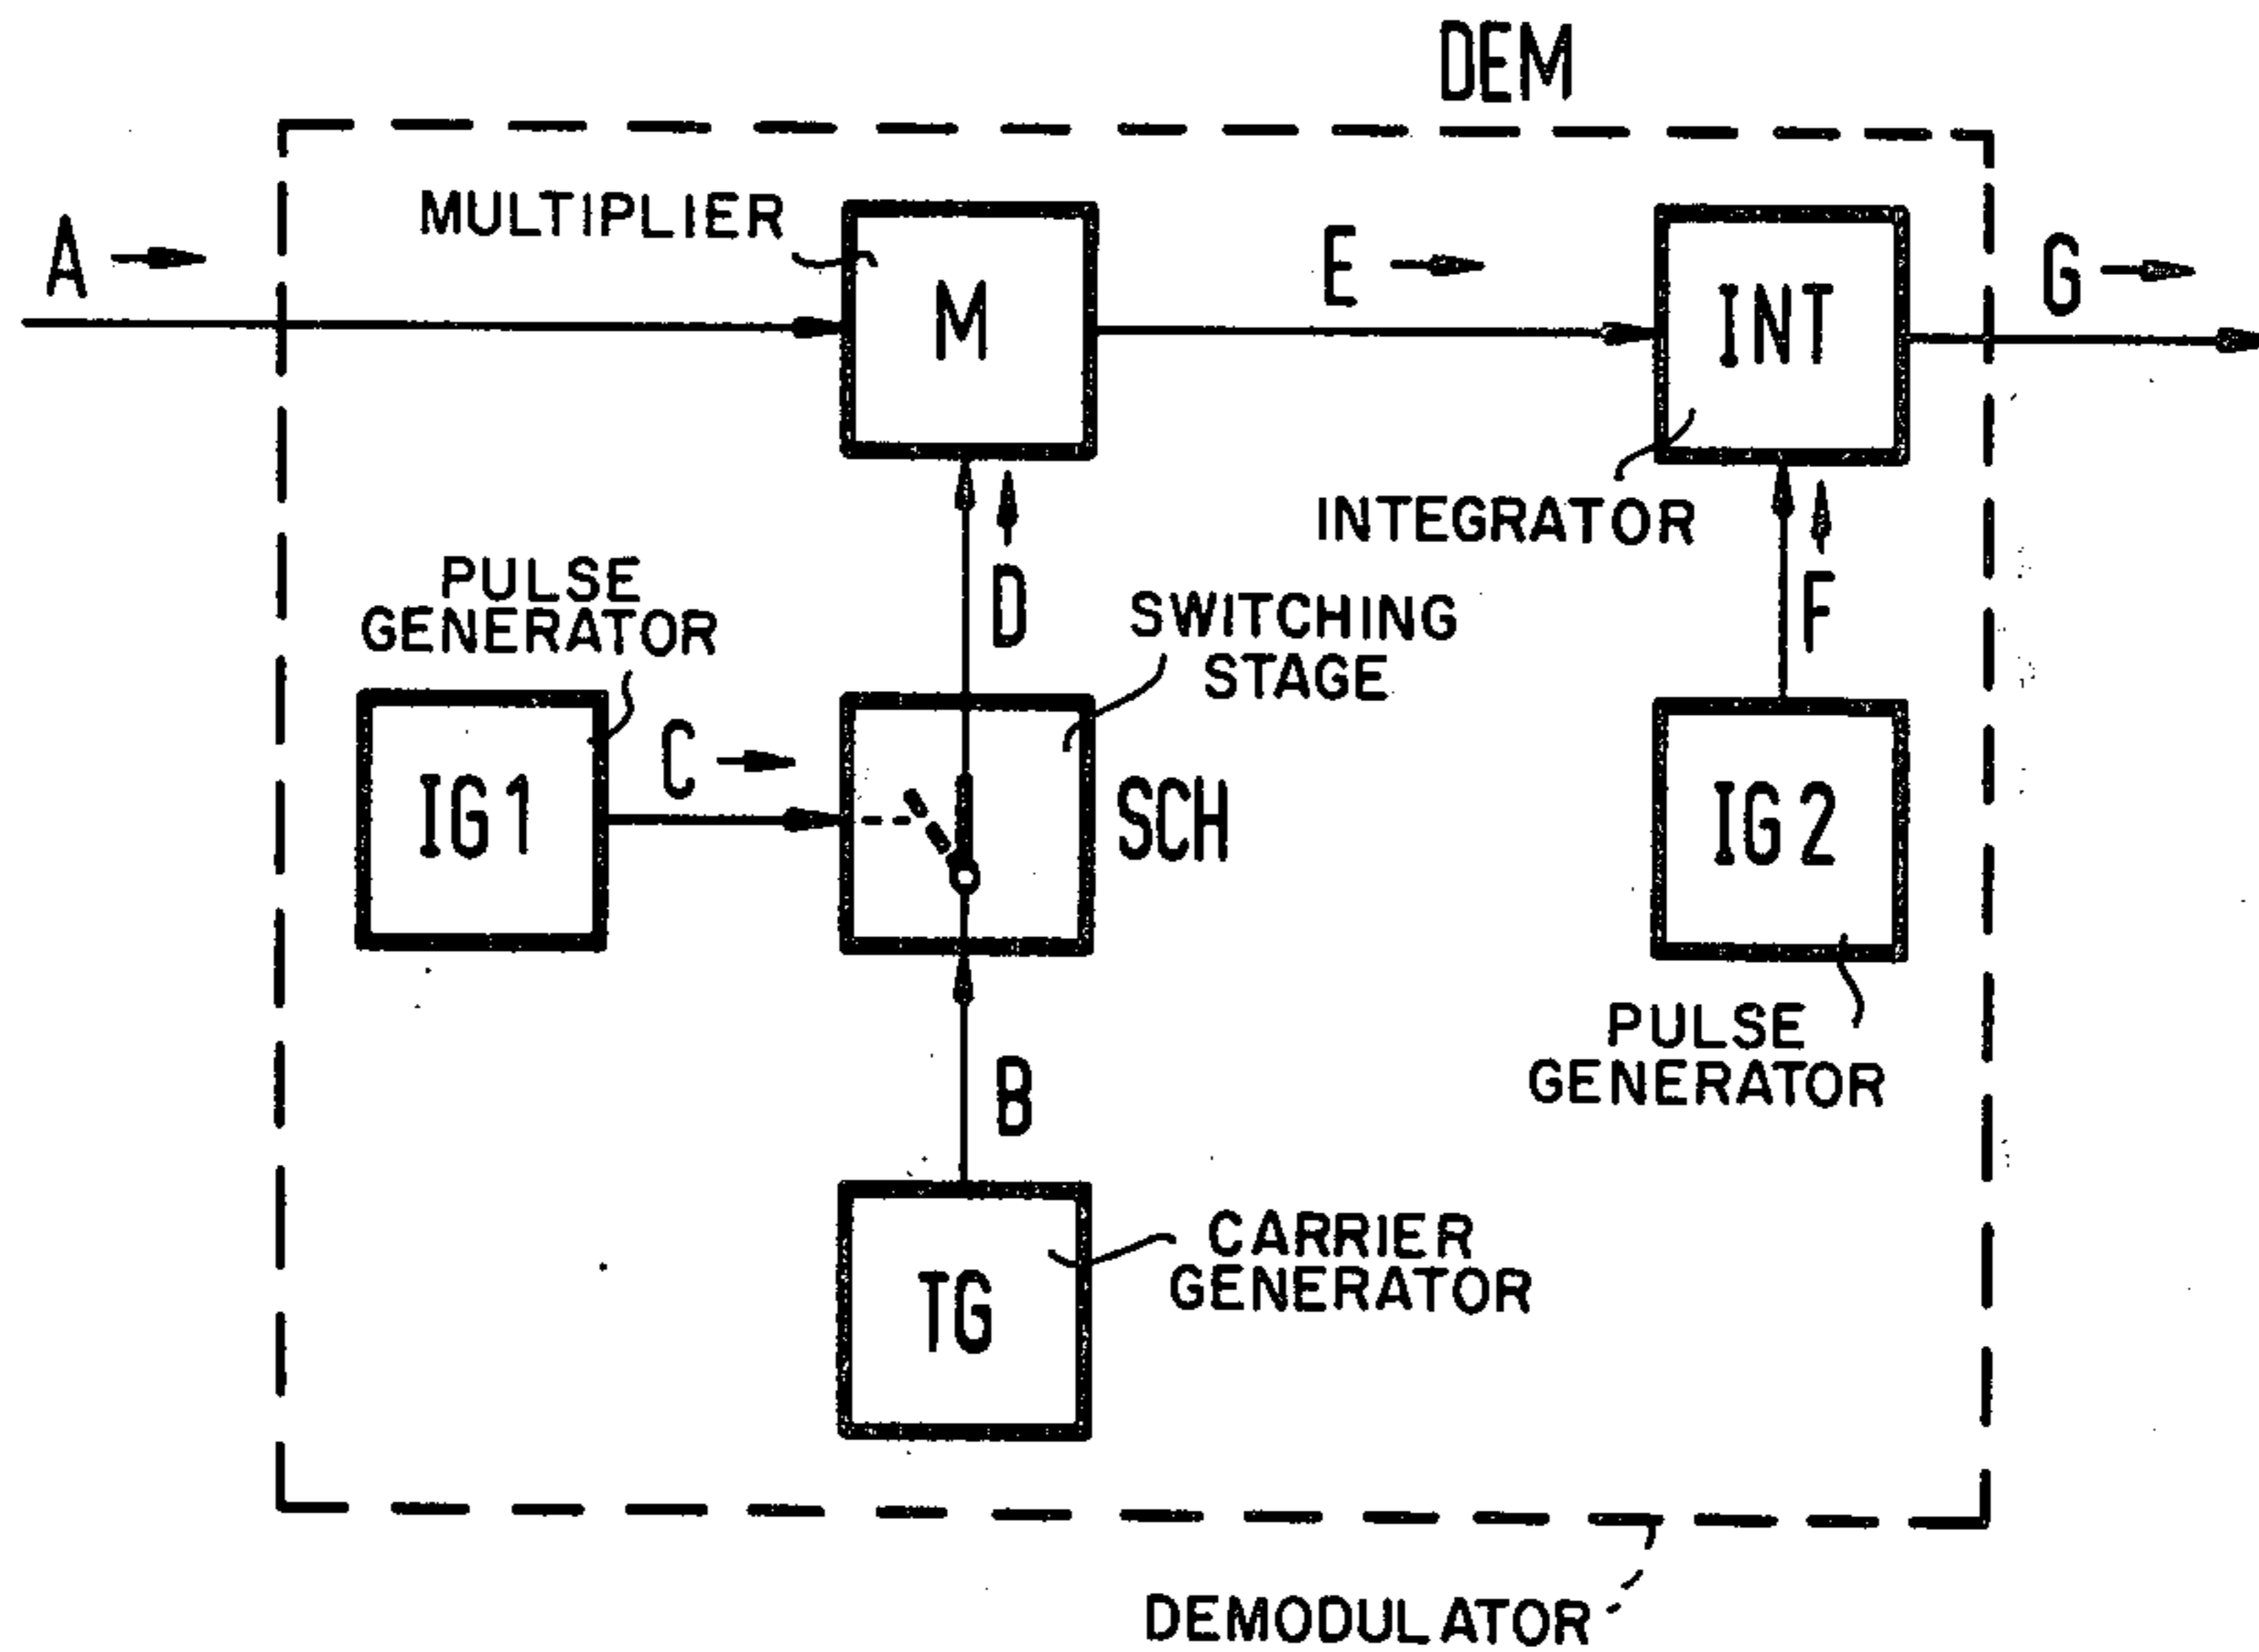 DEM
MULTIPLIER
A
M
E
INT
G
INTEGRATOR
D
F
PULSE
GENERATOR
SWITCHING
STAGE
C
IG1
SCH
IG2
B
PULSE
GENERATOR
TG
CARRIER
GENERATOR
DEMODULATOR